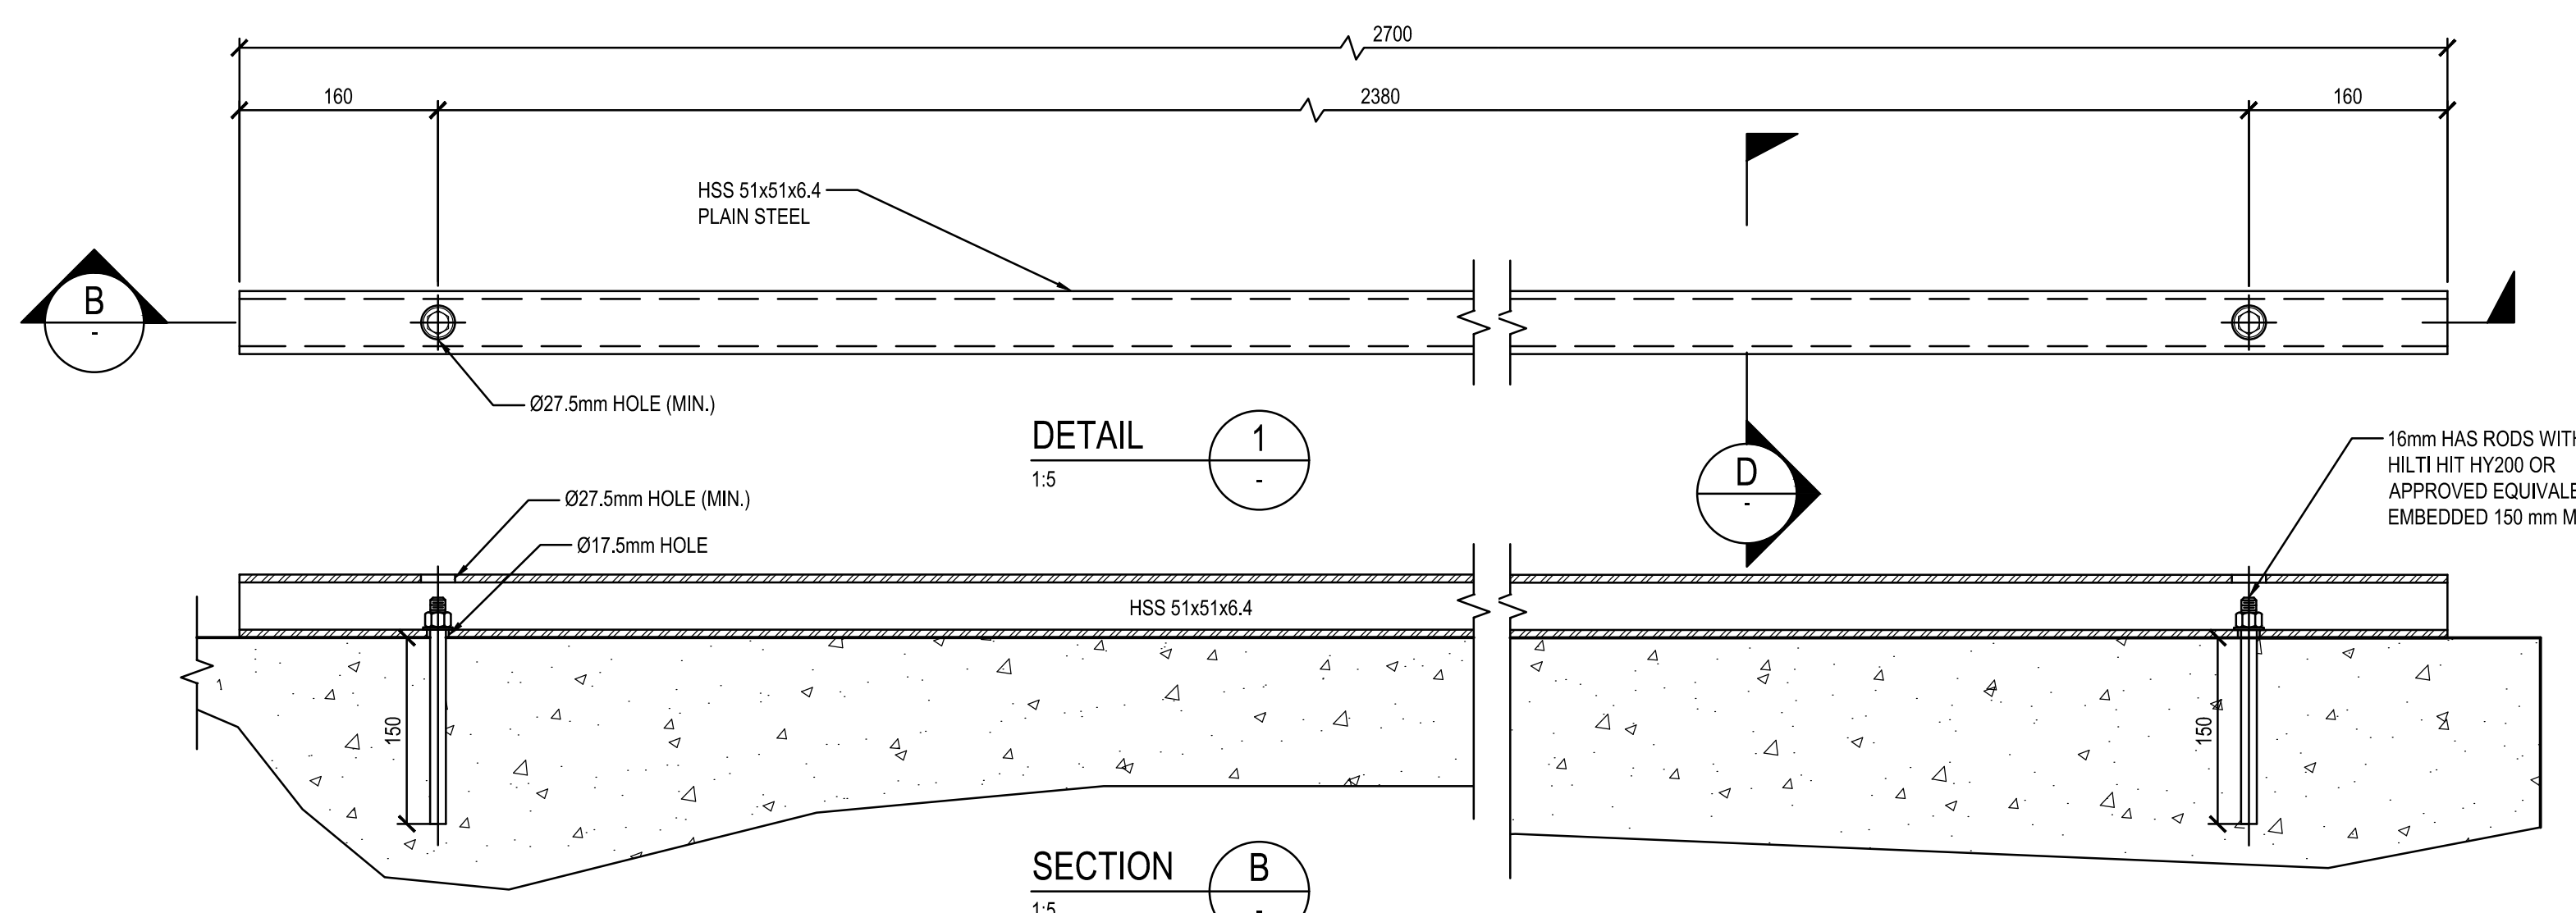 2700
160
2380
160
HSS 51x51x6.4
PLAIN STEEL
B
-
Ø27.5mm HOLE (MIN.)
DETAIL
1
1:5
-
D
-
16mm HAS RODS WITH
HILTI HIT HY200 OR
APPROVED EQUIVALE
EMBEDDED 150 mm M
Ø27.5mm HOLE (MIN.)
Ø17.5mm HOLE
HSS 51x51x6.4
150
150
SECTION
B
1:5
-